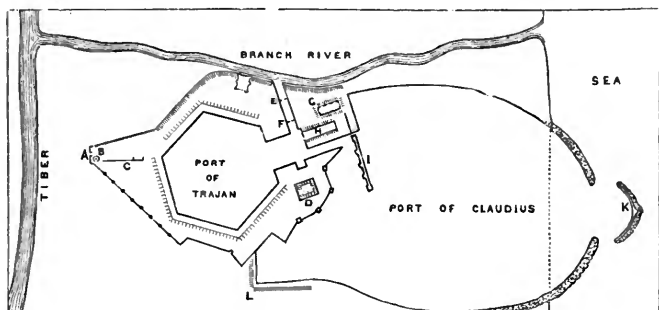 BRANCH RIVER
SEA
TIBER
E
F
G
H
A
B
C
PORT
OF
TRAJAN
D
I
PORT OF CLAUDIUS
K
L